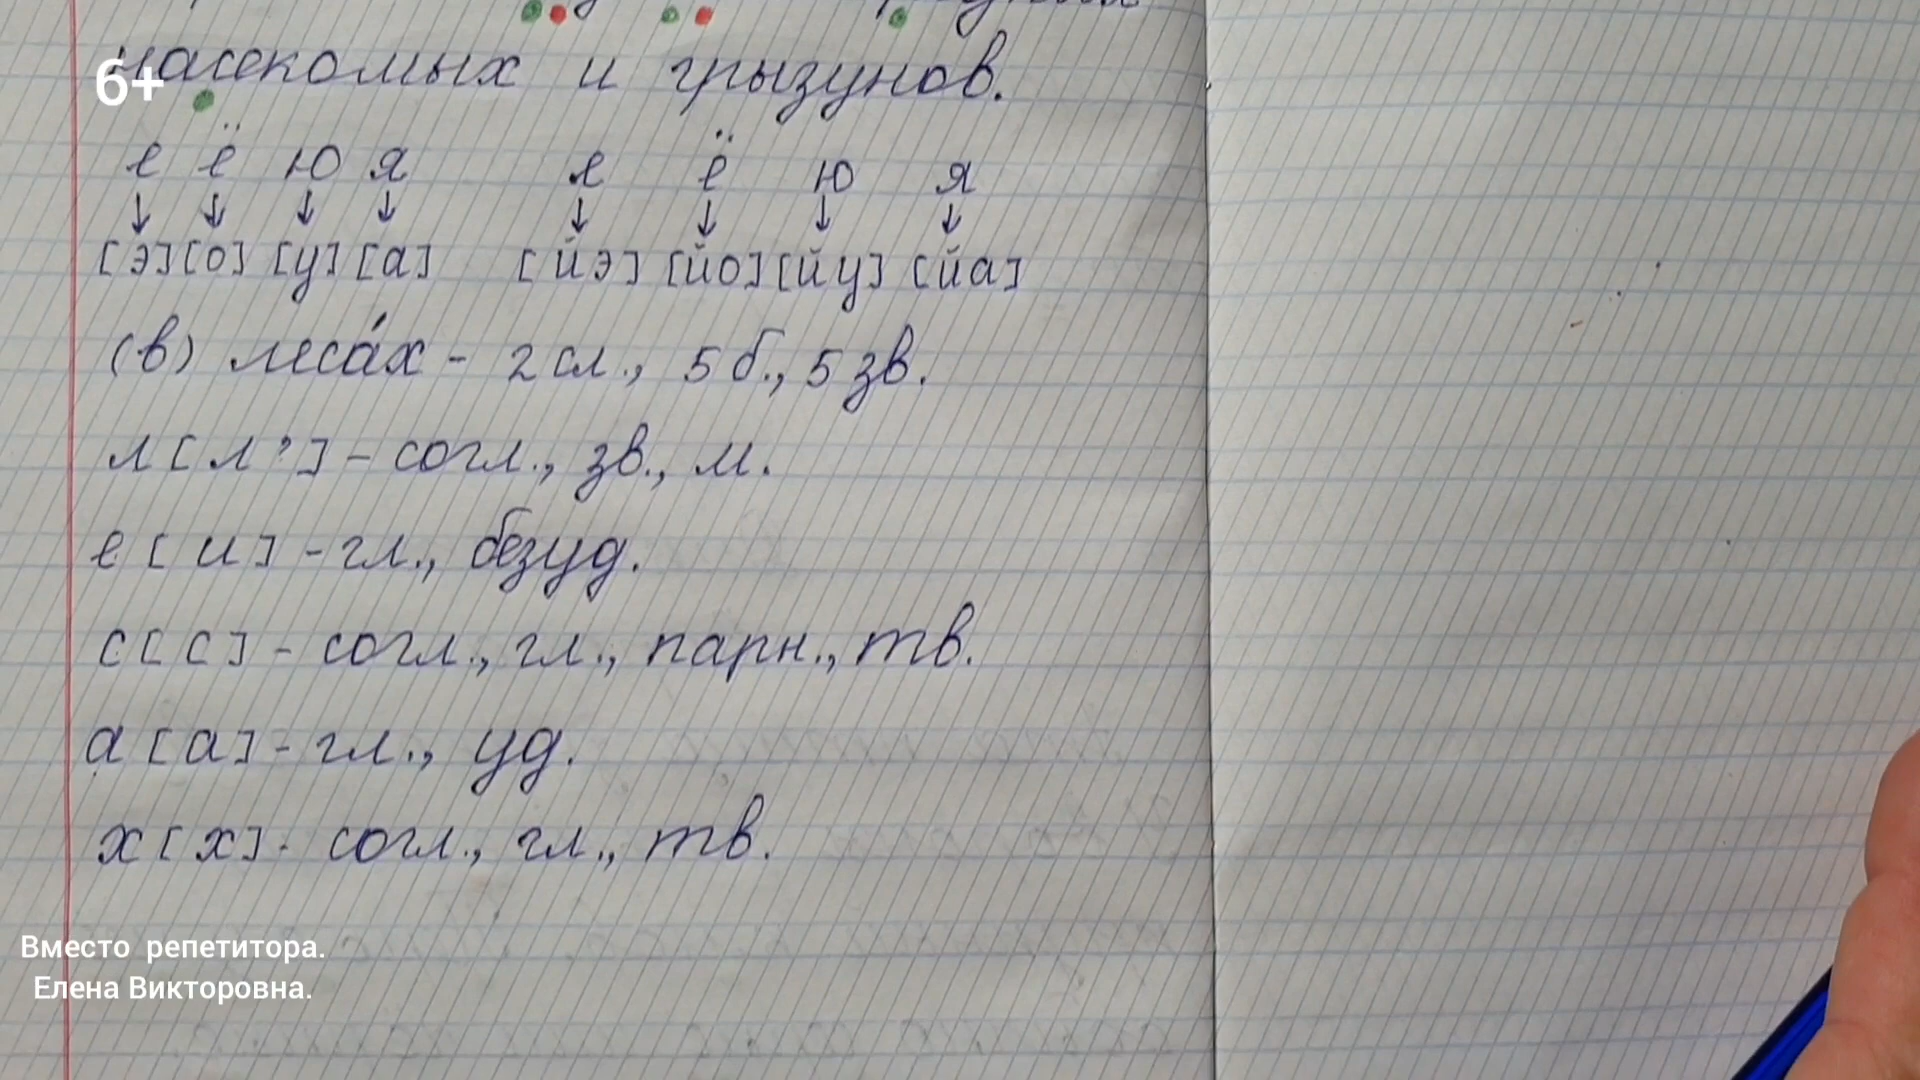 насекомых и грызунов.
6+
е ё ю я е ё ю я
↓ ↓ ↓ ↓ ↓ ↓ ↓ ↓
[э] [о] [у] [а] [йэ] [йо] [йу] [йа]
(в) леса́х - 2 сл., 5 б., 5 зв.
л [л'] - согл., зв., м.
е [и] - гл., безуд.
с [с] - согл., гл., парн., тв.
а [а] - гл., уд.
х [х] - согл., гл., тв.
Вместо репетитора.
Елена Викторовна.